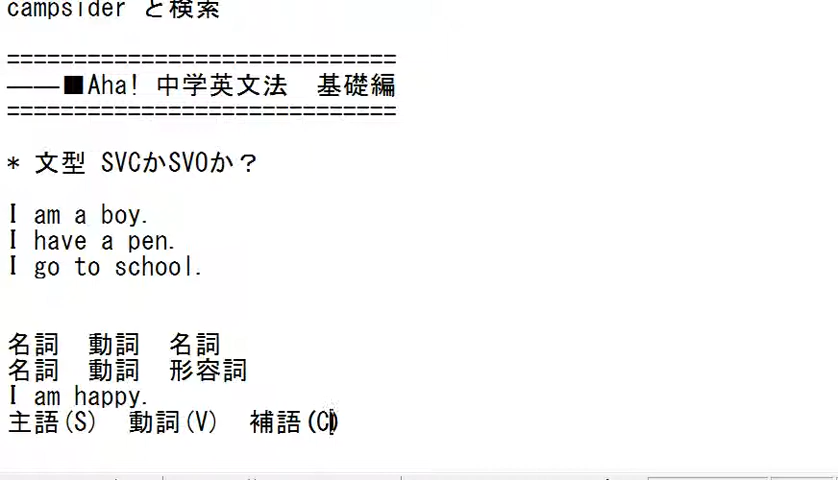 campsider と検索
==============================
――■Aha! 中学英文法　基礎編
==============================
* 文型 SVCかSVOか？
I am a boy.
I have a pen.
I go to school.
名詞　動詞　名詞
名詞　動詞　形容詞
I am happy.
主語(S)　動詞(V)　補語(C)